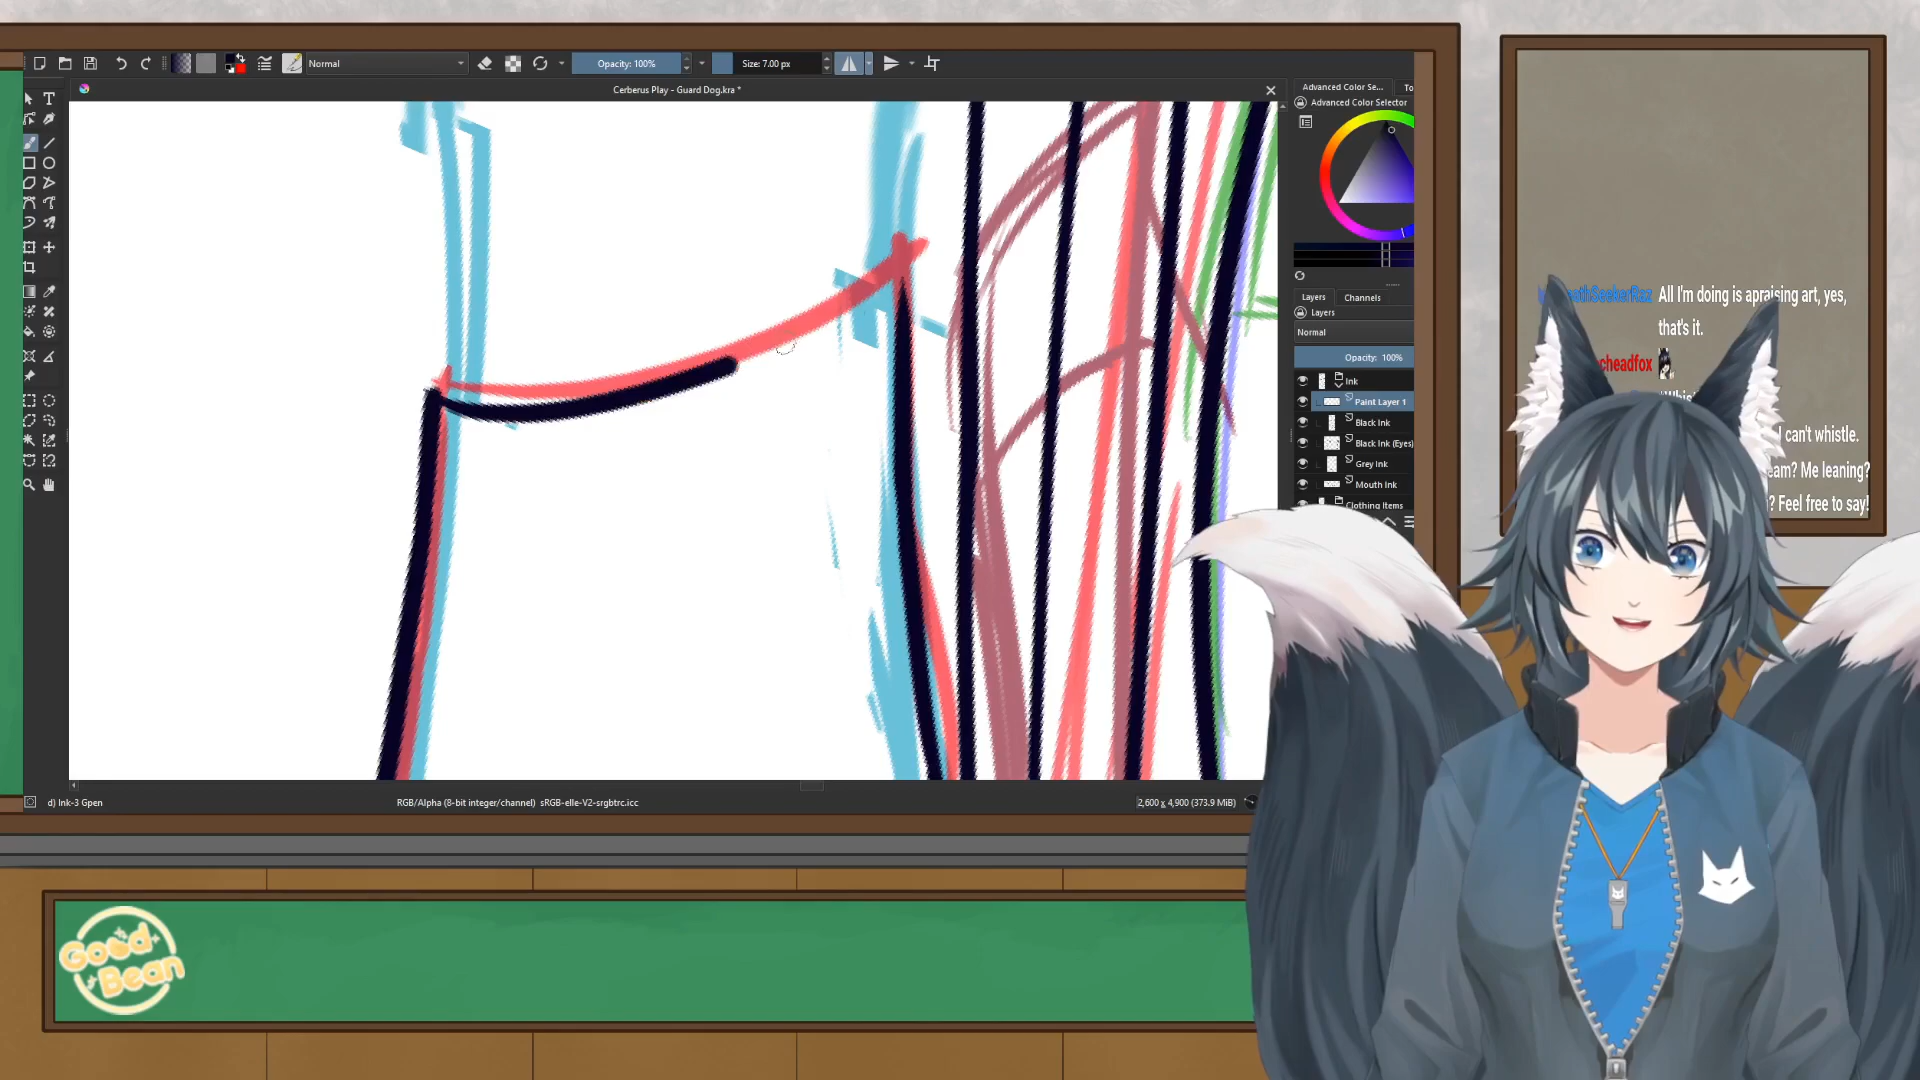 Normal
Opacity: 100%
Size: 7.00 px
Cerberus Play - Guard Dog.kra *
Advanced Color Se...
To
Advanced Color Selector
Layers
Channels
Layers
Normal
Opacity: 100%
Ink
Paint Layer 1
Black Ink
Black Ink (Eyes)
Grey Ink
Mouth Ink
Clothing Items
d) Ink-3 Gpen
RGB/Alpha (8-bit integer/channel) sRGB-elle-V2-srgbtrc.icc
2,600 x 4,900 (373.9 MiB)
All I'm doing is apraising art, yes,
that's it.
cheadfox
I can't whistle.
Me leaning?
? Feel free to say!
Good
Bean